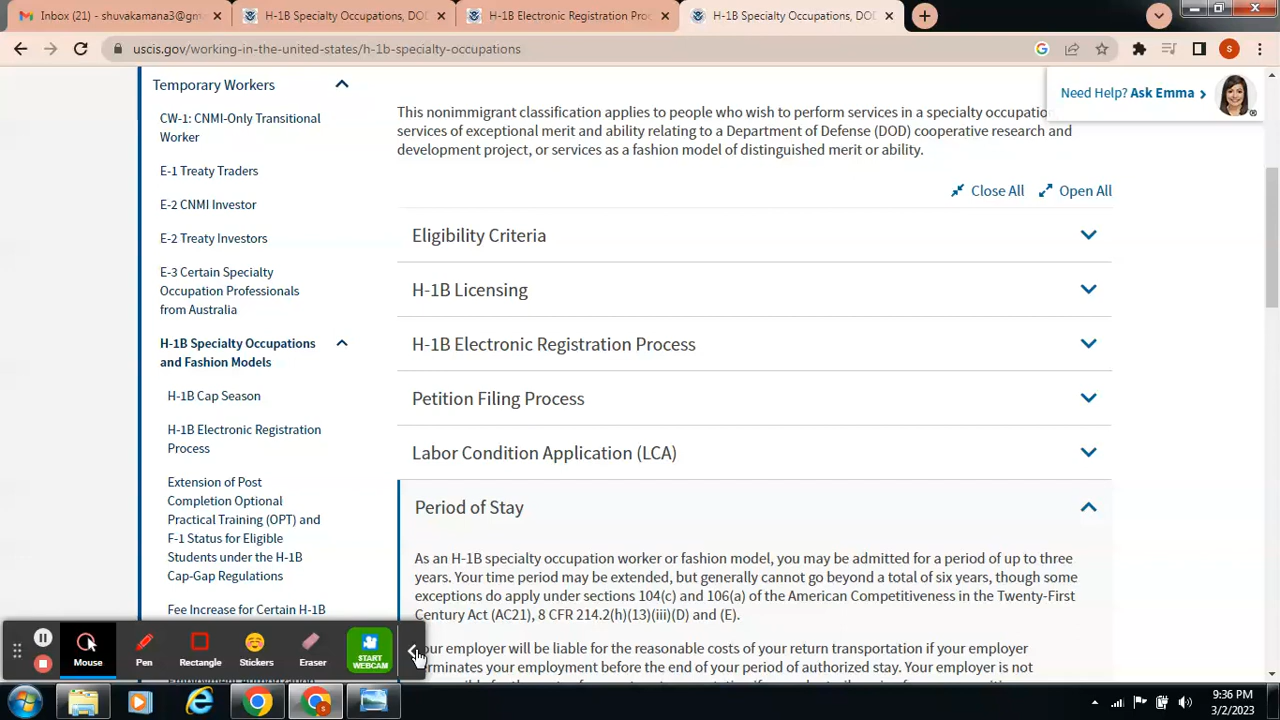 Inbox (21) - shuvakamana3@gm
H-1B Specialty Occupations, DO
H-1B Electronic Registration Pro
H-1B Specialty Occupations, DO
uscis.gov/working-in-the-united-states/h-1b-specialty-occupations
S
Need Help? Ask Emma
Temporary Workers
CW-1: CNMI-Only Transitional
Worker
E-1 Treaty Traders
E-2 CNMI Investor
E-2 Treaty Investors
E-3 Certain Specialty
Occupation Professionals
from Australia
H-1B Specialty Occupations
and Fashion Models
H-1B Cap Season
H-1B Electronic Registration
Process
Extension of Post
Completion Optional
Practical Training (OPT) and
F-1 Status for Eligible
Students under the H-1B
Cap-Gap Regulations
Fee Increase for Certain H-1B
This nonimmigrant classification applies to people who wish to perform services in a specialty occupation
services of exceptional merit and ability relating to a Department of Defense (DOD) cooperative research and
development project, or services as a fashion model of distinguished merit or ability.
Close All
Open All
Eligibility Criteria
H-1B Licensing
H-1B Electronic Registration Process
Petition Filing Process
Labor Condition Application (LCA)
Period of Stay
As an H-1B specialty occupation worker or fashion model, you may be admitted for a period of up to three
years. Your time period may be extended, but generally cannot go beyond a total of six years, though some
exceptions do apply under sections 104(c) and 106(a) of the American Competitiveness in the Twenty-First
Century Act (AC21), 8 CFR 214.2(h)(13)(iii)(D) and (E).
our employer will be liable for the reasonable costs of your return transportation if your employer
rminates your employment before the end of your period of authorized stay. Your employer is not
Mouse
Pen
Rectangle
Stickers
Eraser
START
WEBCAM
9:36 PM
3/2/2023